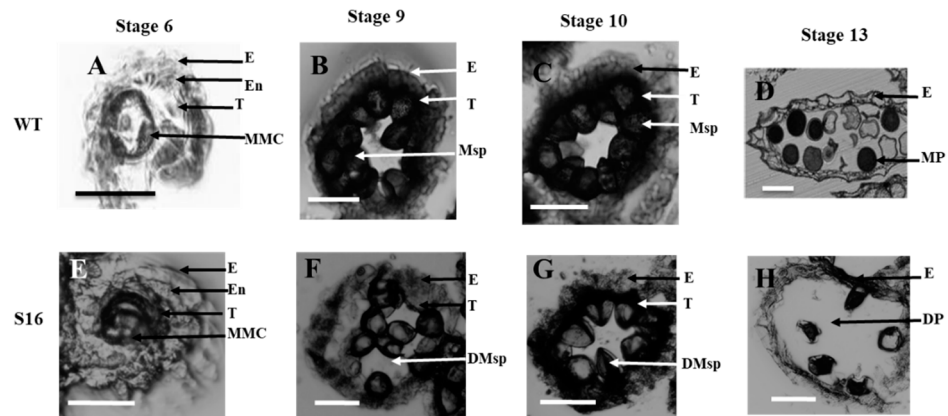 Stage 6
Stage 9
Stage 10
Stage 13
WT
A
E
En
T
MMC
B
E
T
Msp
C
E
T
Msp
D
E
MP
S16
E
E
En
T
MMC
F
E
T
DMsp
G
E
T
DMsp
H
E
DP